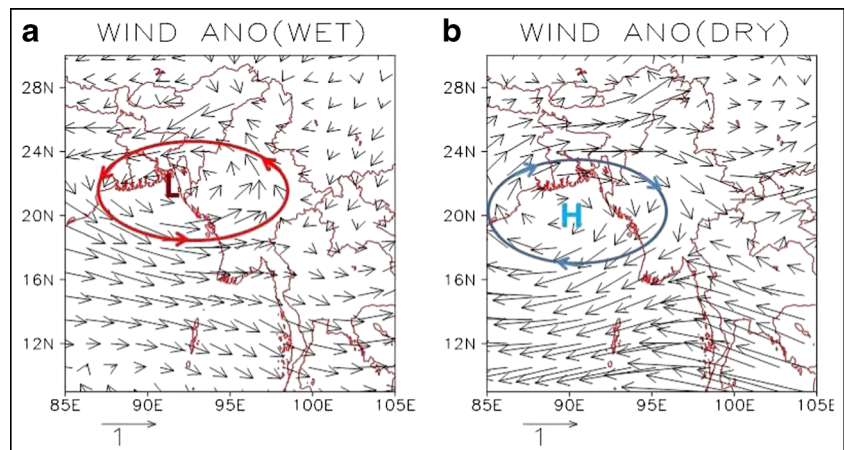 a WIND ANO(WET)
28N
24N
20N
16N
12N
L
85E 90E 95E 100E 105E
1
b WIND ANO(DRY)
28N
24N
20N
16N
12N
H
85E 90E 95E 100E 105E
1